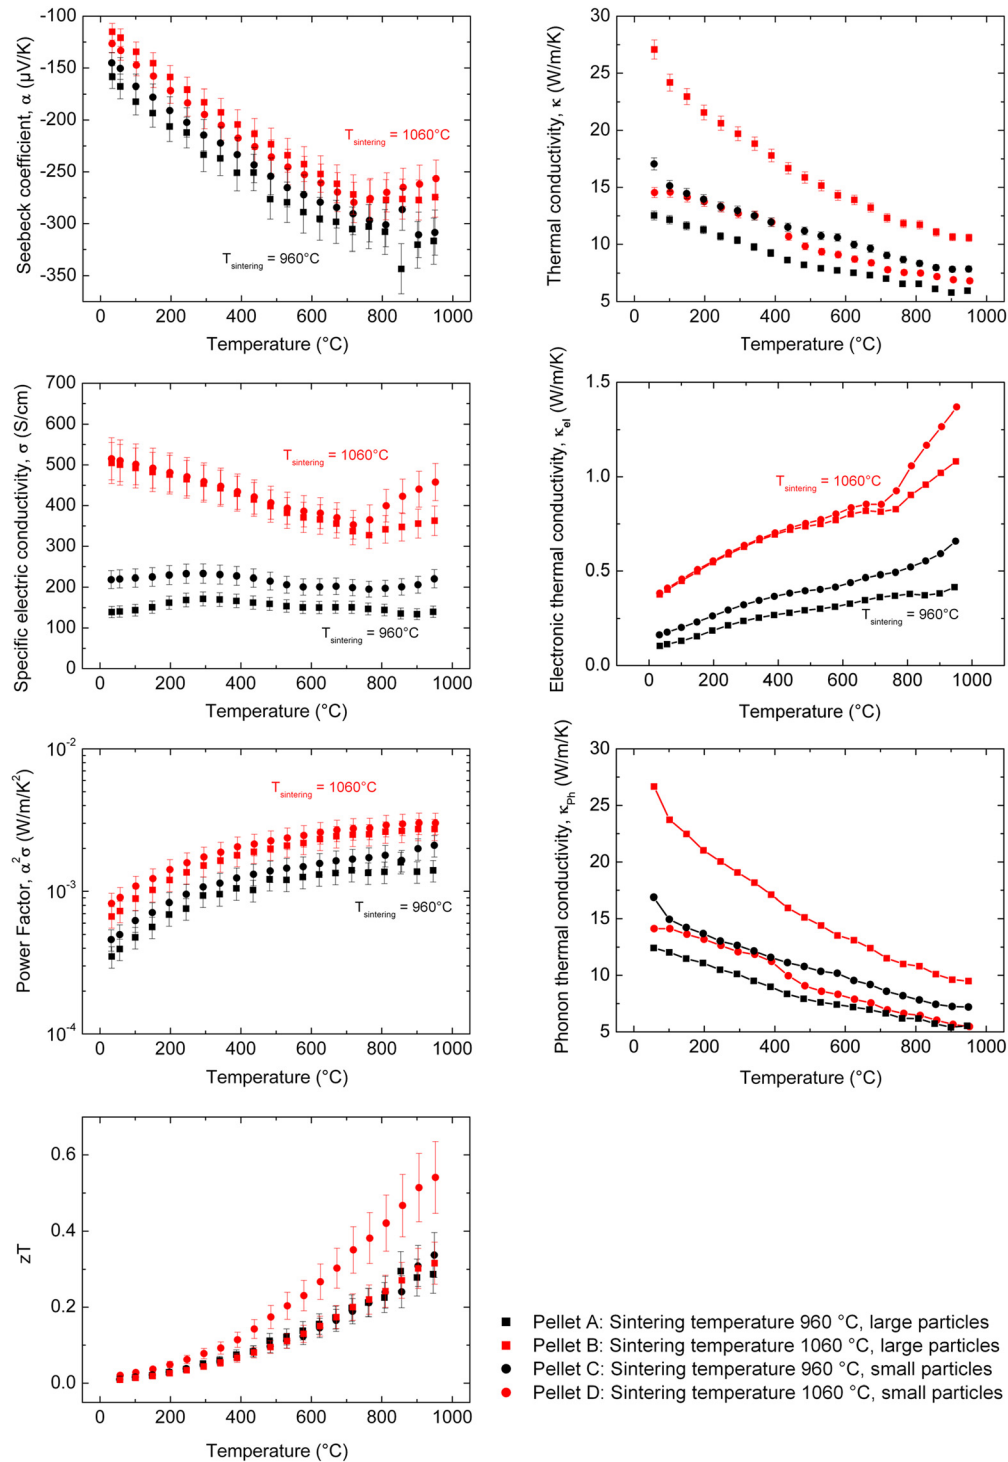 Seebeck coefficient, α (µV/K)
-100
-150
-200
-250
-300
-350
T_sintering = 1060°C
T_sintering = 960°C
0 200 400 600 800 1000
Temperature (°C)
Thermal conductivity, κ (W/m/K)
30
25
20
15
10
5
0 200 400 600 800 1000
Temperature (°C)
Specific electric conductivity, σ (S/cm)
700
600
500
400
300
200
100
0
T_sintering = 1060°C
T_sintering = 960°C
0 200 400 600 800 1000
Temperature (°C)
Electronic thermal conductivity, κ_el (W/m/K)
1.5
1.0
0.5
0.0
T_sintering = 1060°C
T_sintering = 960°C
0 200 400 600 800 1000
Temperature (°C)
Power Factor, α²σ (W/m/K²)
10⁻²
10⁻³
10⁻⁴
T_sintering = 1060°C
T_sintering = 960°C
0 200 400 600 800 1000
Temperature (°C)
Phonon thermal conductivity, κ_Ph (W/m/K)
30
25
20
15
10
5
0 200 400 600 800 1000
Temperature (°C)
zT
0.6
0.4
0.2
0.0
0 200 400 600 800 1000
Temperature (°C)
Pellet A: Sintering temperature 960 °C, large particles
Pellet B: Sintering temperature 1060 °C, large particles
Pellet C: Sintering temperature 960 °C, small particles
Pellet D: Sintering temperature 1060 °C, small particles